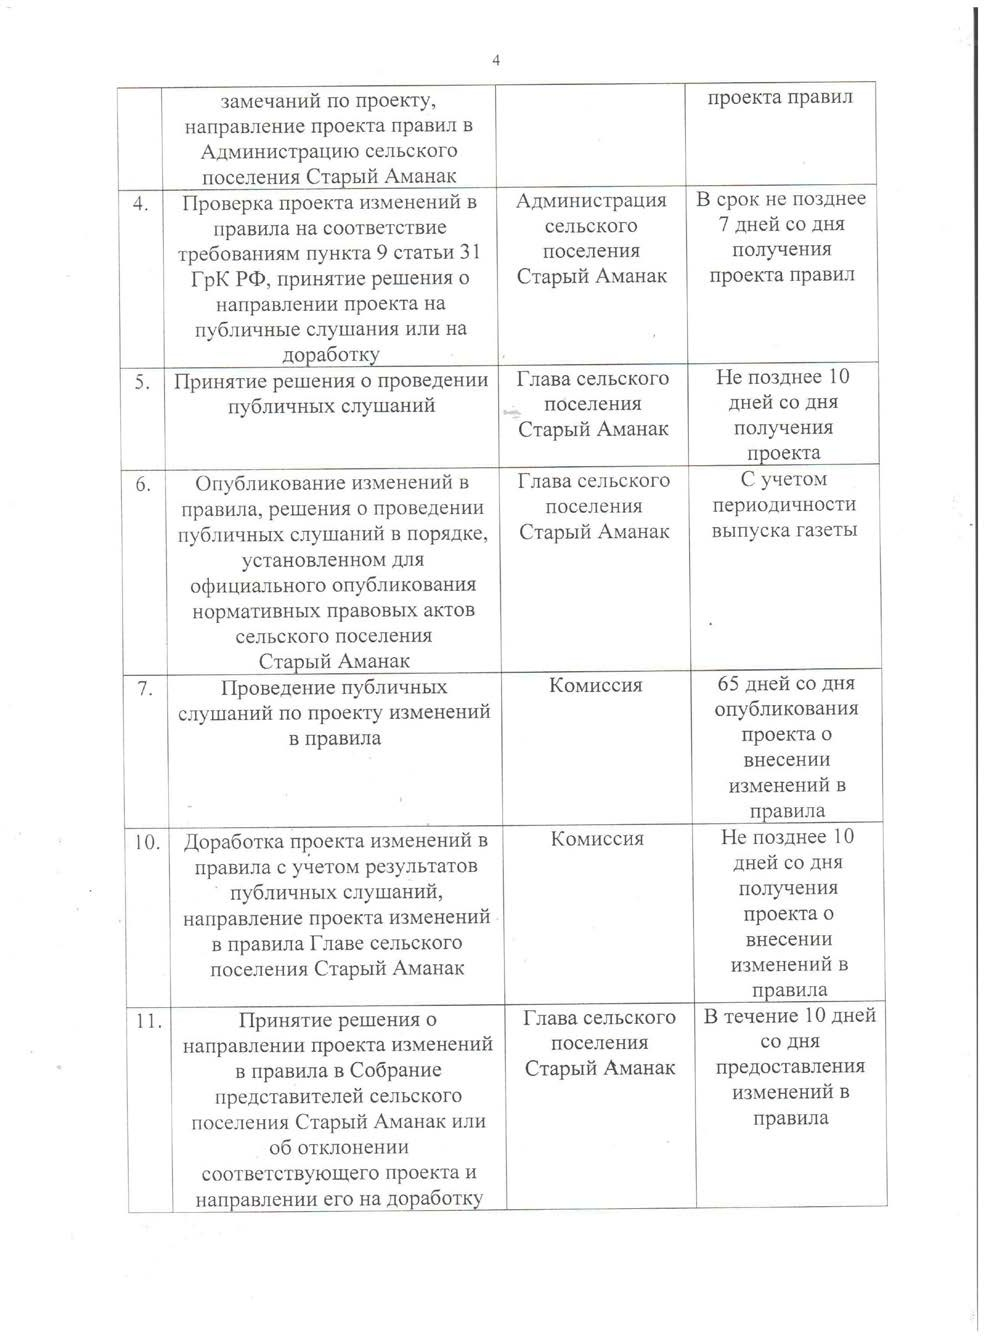 4
замечаний по проекту,
направление проекта правил в
Администрацию сельского
поселения Старый Аманак
проекта правил
4.
Проверка проекта изменений в
правила на соответствие
требованиям пункта 9 статьи 31
ГрК РФ, принятие решения о
направлении проекта на
публичные слушания или на
доработку
Администрация
сельского
поселения
Старый Аманак
В срок не позднее
7 дней со дня
получения
проекта правил
5.
Принятие решения о проведении
публичных слушаний
Глава сельского
поселения
Старый Аманак
Не позднее 10
дней со дня
получения
проекта
6.
Опубликование изменений в
правила, решения о проведении
публичных слушаний в порядке,
установленном для
официального опубликования
нормативных правовых актов
сельского поселения
Старый Аманак
Глава сельского
поселения
Старый Аманак
С учетом
периодичности
выпуска газеты
7.
Проведение публичных
слушаний по проекту изменений
в правила
Комиссия
65 дней со дня
опубликования
проекта о
внесении
изменений в
правила
10.
Доработка проекта изменений в
правила с учетом результатов
публичных слушаний,
направление проекта изменений
в правила Главе сельского
поселения Старый Аманак
Комиссия
Не позднее 10
дней со дня
получения
проекта о
внесении
изменений в
правила
11.
Принятие решения о
направлении проекта изменений
в правила в Собрание
представителей сельского
поселения Старый Аманак или
об отклонении
соответствующего проекта и
направлении его на доработку
Глава сельского
поселения
Старый Аманак
В течение 10 дней
со дня
предоставления
изменений в
правила